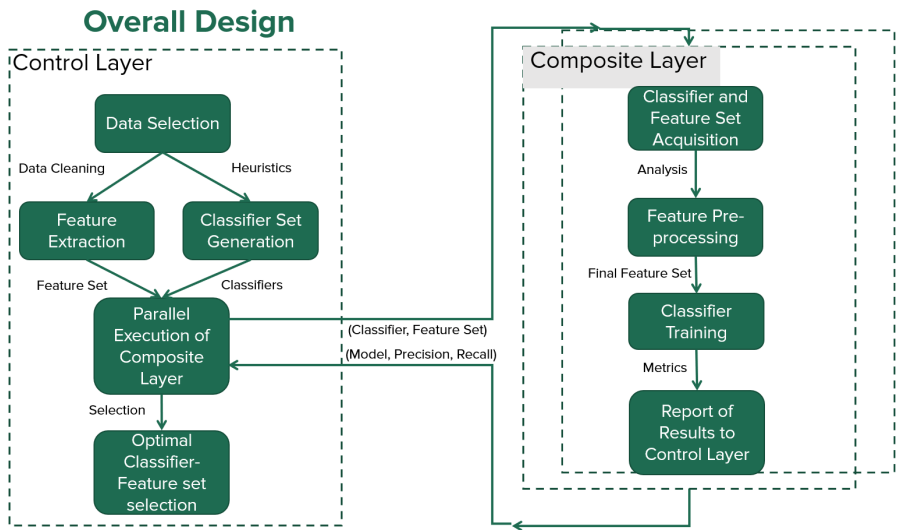 Overall Design
Control Layer
Data Selection
Data Cleaning
Heuristics
Feature
Extraction
Classifier Set
Generation
Feature Set
Classifiers
Parallel
Execution of
Composite
Layer
(Classifier, Feature Set)
(Model, Precision, Recall)
Selection
Optimal
Classifier-
Feature set
selection
Composite Layer
Classifier and
Feature Set
Acquisition
Analysis
Feature Pre-
processing
Final Feature Set
Classifier
Training
Metrics
Report of
Results to
Control Layer